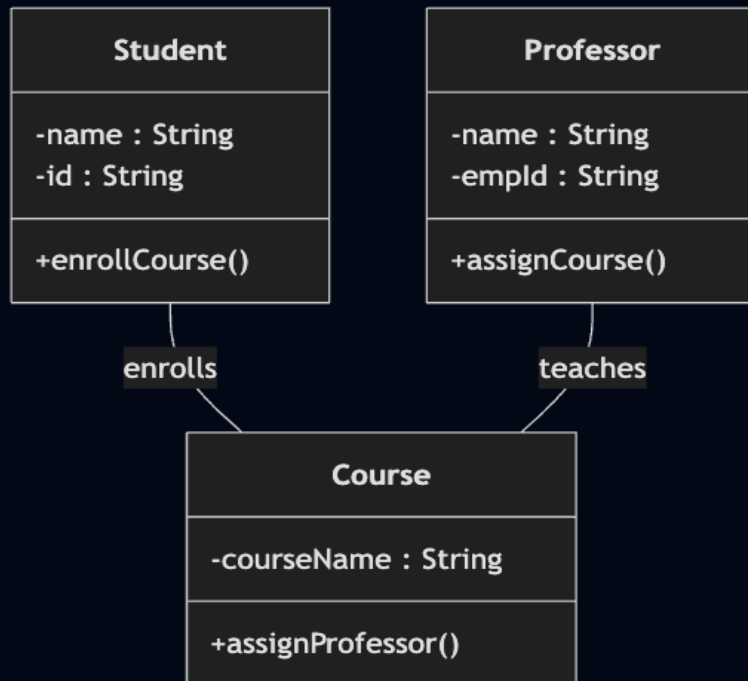 Student
-name : String
-id : String
+enrollCourse()
Professor
-name : String
-empId : String
+assignCourse()
enrolls
teaches
Course
-courseName : String
+assignProfessor()